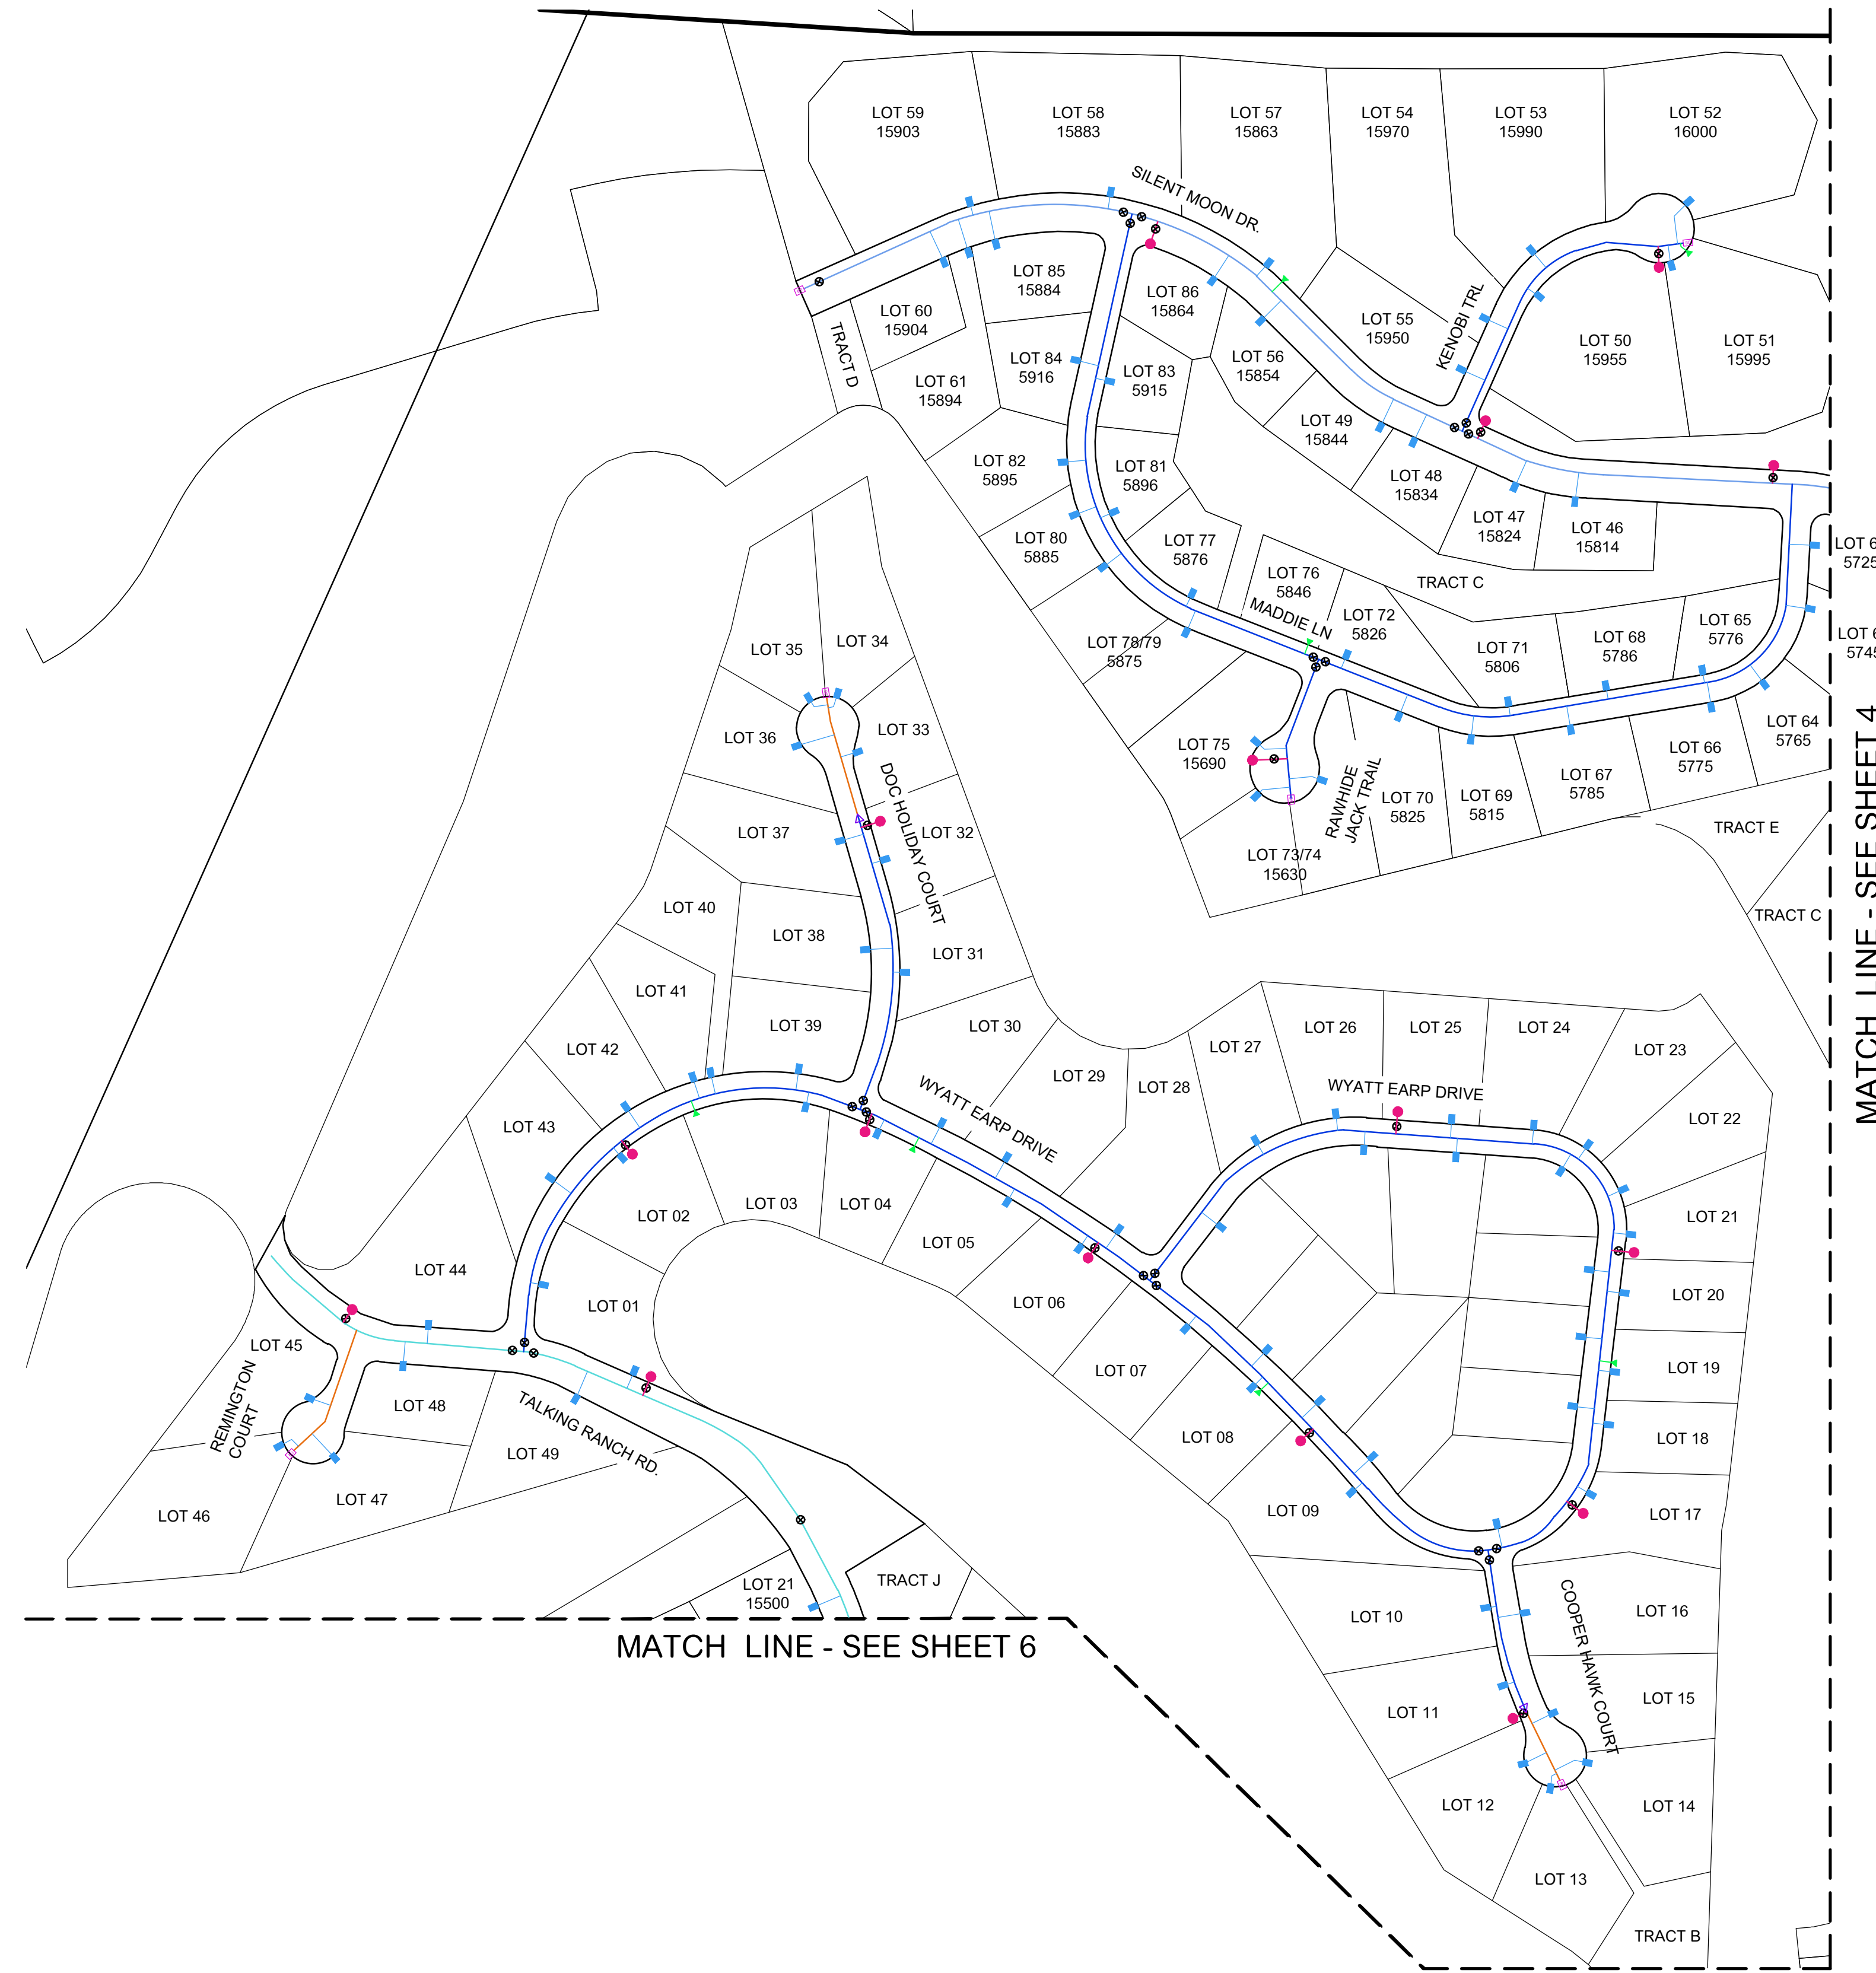 LOT 59
15903
LOT 58
15883
LOT 57
15863
LOT 54
15970
LOT 53
15990
LOT 52
16000
SILENT MOON DR.
LOT 85
15884
LOT 86
15864
LOT 60
15904
TRACT D
LOT 55
15950
KENOBI TRL
LOT 50
15955
LOT 51
15995
LOT 84
5916
LOT 83
5915
LOT 56
15854
LOT 61
15894
LOT 49
15844
LOT 82
5895
LOT 81
5896
LOT 48
15834
LOT 47
15824
LOT 46
15814
LOT 80
5885
LOT 77
5876
LOT 6
5725
LOT 76
5846
TRACT C
MADDIE LN
LOT 72
5826
LOT 65
5776
LOT 78/79
5875
LOT 71
5806
LOT 68
5786
LOT 6
5745
LOT 35
LOT 34
LOT 75
15690
LOT 64
5765
LOT 36
LOT 33
LOT 66
5775
LOT 67
5785
RAWHIDE
JACK TRAIL
LOT 70
5825
LOT 69
5815
MATCH LINE - SEE SHEET 4
DOC HOLIDAY COURT
LOT 37
LOT 32
TRACT E
LOT 73/74
15630
LOT 40
LOT 38
LOT 31
TRACT C
LOT 41
LOT 39
LOT 30
LOT 26
LOT 25
LOT 24
LOT 42
LOT 27
LOT 23
LOT 29
LOT 28
WYATT EARP DRIVE
WYATT EARP DRIVE
LOT 22
LOT 43
LOT 02
LOT 03
LOT 04
LOT 21
LOT 05
LOT 44
LOT 01
LOT 06
LOT 20
LOT 45
LOT 07
LOT 19
REMINGTON
COURT
LOT 48
TALKING RANCH RD.
LOT 08
LOT 18
LOT 49
LOT 47
LOT 46
LOT 09
LOT 17
LOT 21
15500
TRACT J
COOPER HAWK COURT
LOT 10
LOT 16
MATCH LINE - SEE SHEET 6
LOT 11
LOT 15
LOT 12
LOT 14
LOT 13
TRACT B